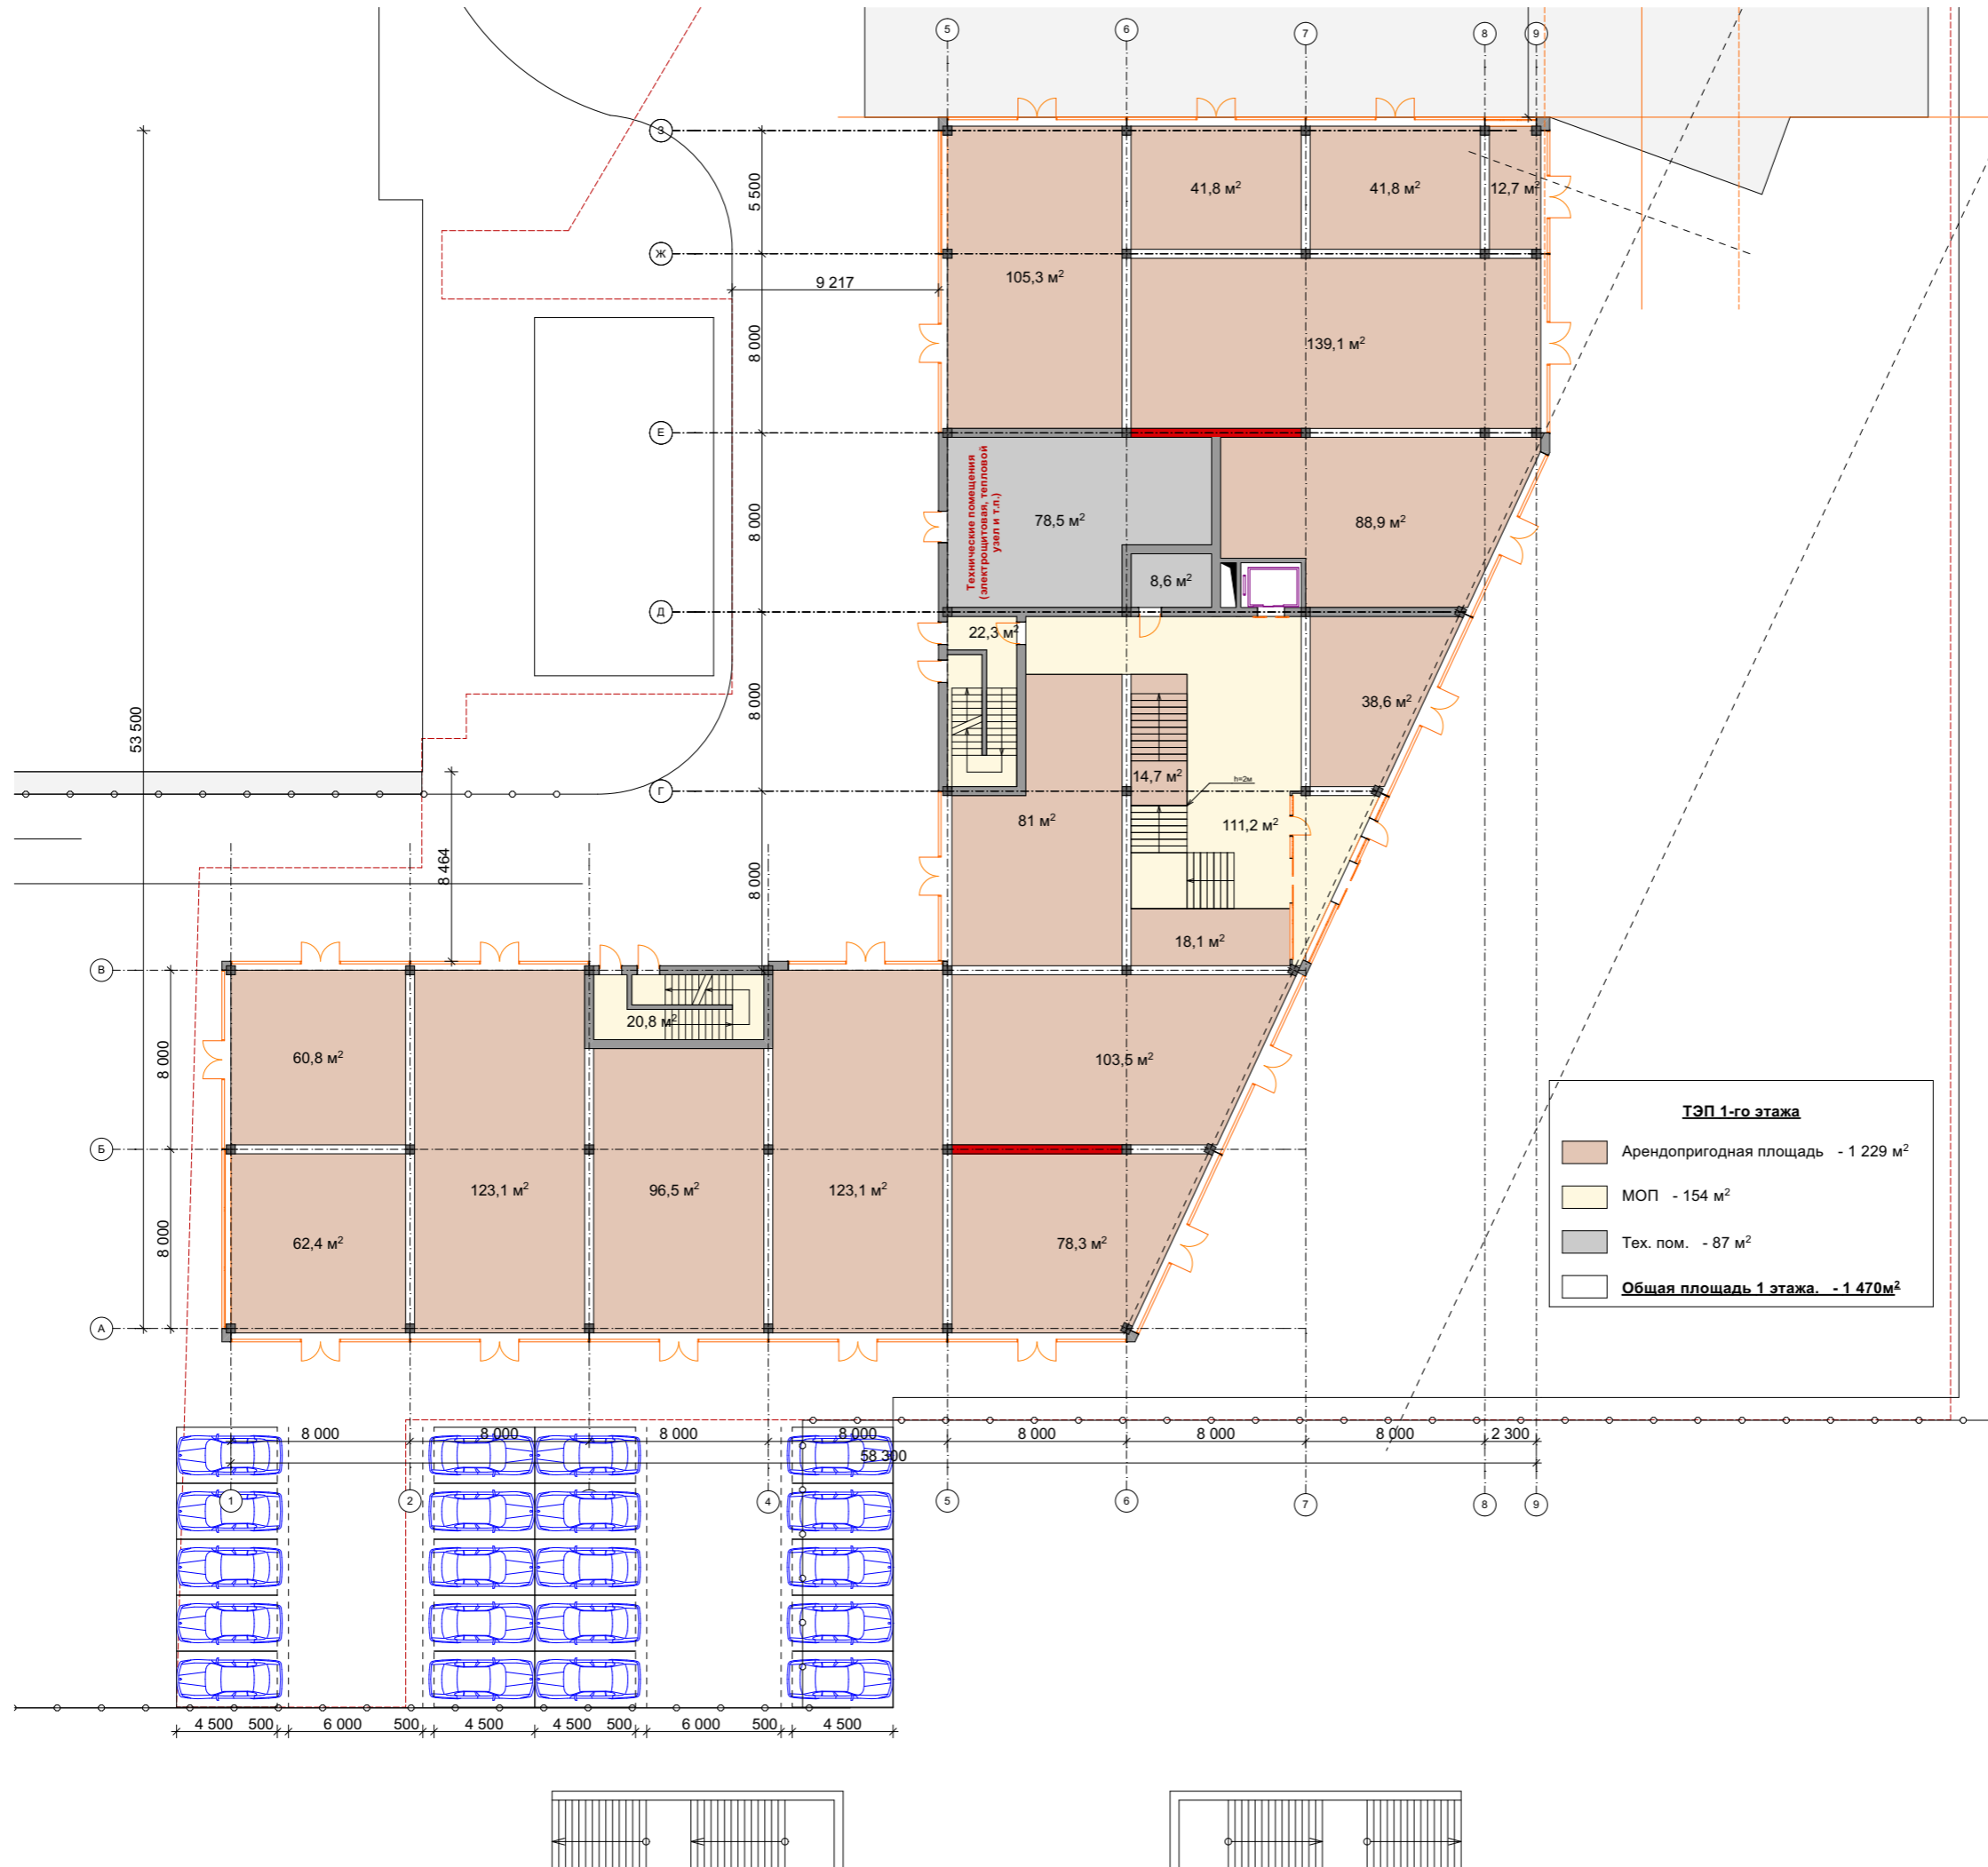 5
6
7
8
9
З
5 500
41,8 м²
41,8 м²
12,7 м²
Ж
9 217
105,3 м²
8 000
139,1 м²
Е
Технические помещения
(электрощитовая, тепловой
узел и т.п.)
78,5 м²
88,9 м²
8 000
8,6 м²
Д
22,3 м²
53 500
8 000
38,6 м²
14,7 м²
h=2м
Г
81 м²
111,2 м²
8 464
8 000
18,1 м²
В
20,8 м²
60,8 м²
103,5 м²
8 000
ТЭП 1-го этажа
Арендопригодная площадь - 1 229 м²
МОП - 154 м²
Тех. пом. - 87 м²
Общая площадь 1 этажа. - 1 470м²
Б
123,1 м²
96,5 м²
123,1 м²
8 000
62,4 м²
78,3 м²
А
8 000
8 000
8 000
8 000
8 000
8 000
8 000
2 300
58 300
1
2
4
5
6
7
8
9
4 500
500
6 000
500
4 500
4 500
500
6 000
500
4 500